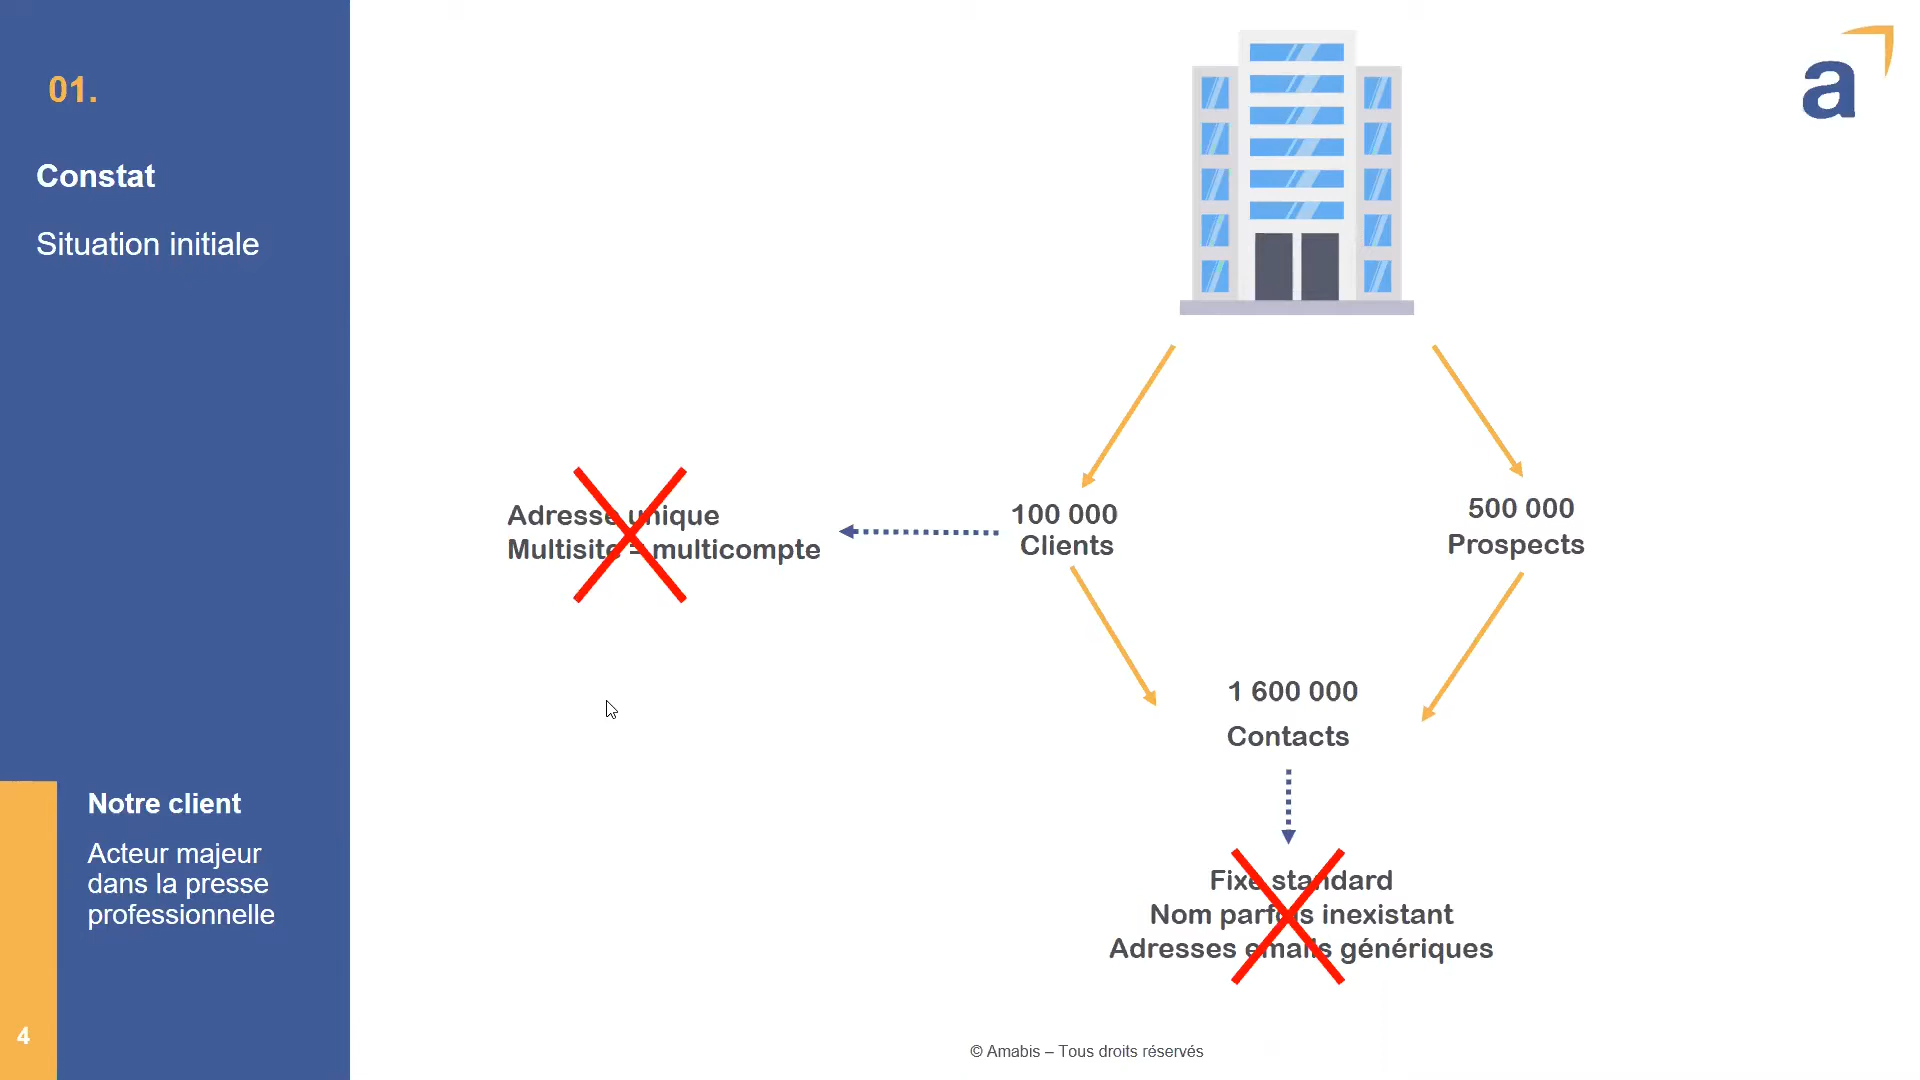 01.
Constat
Situation initiale
a
Adresse unique
Multisite = multicompte
100 000
Clients
500 000
Prospects
1 600 000
Contacts
Fixe standard
Nom parfois inexistant
Adresses emails génériques
Notre client
Acteur majeur
dans la presse
professionnelle
4
© Amabis – Tous droits réservés